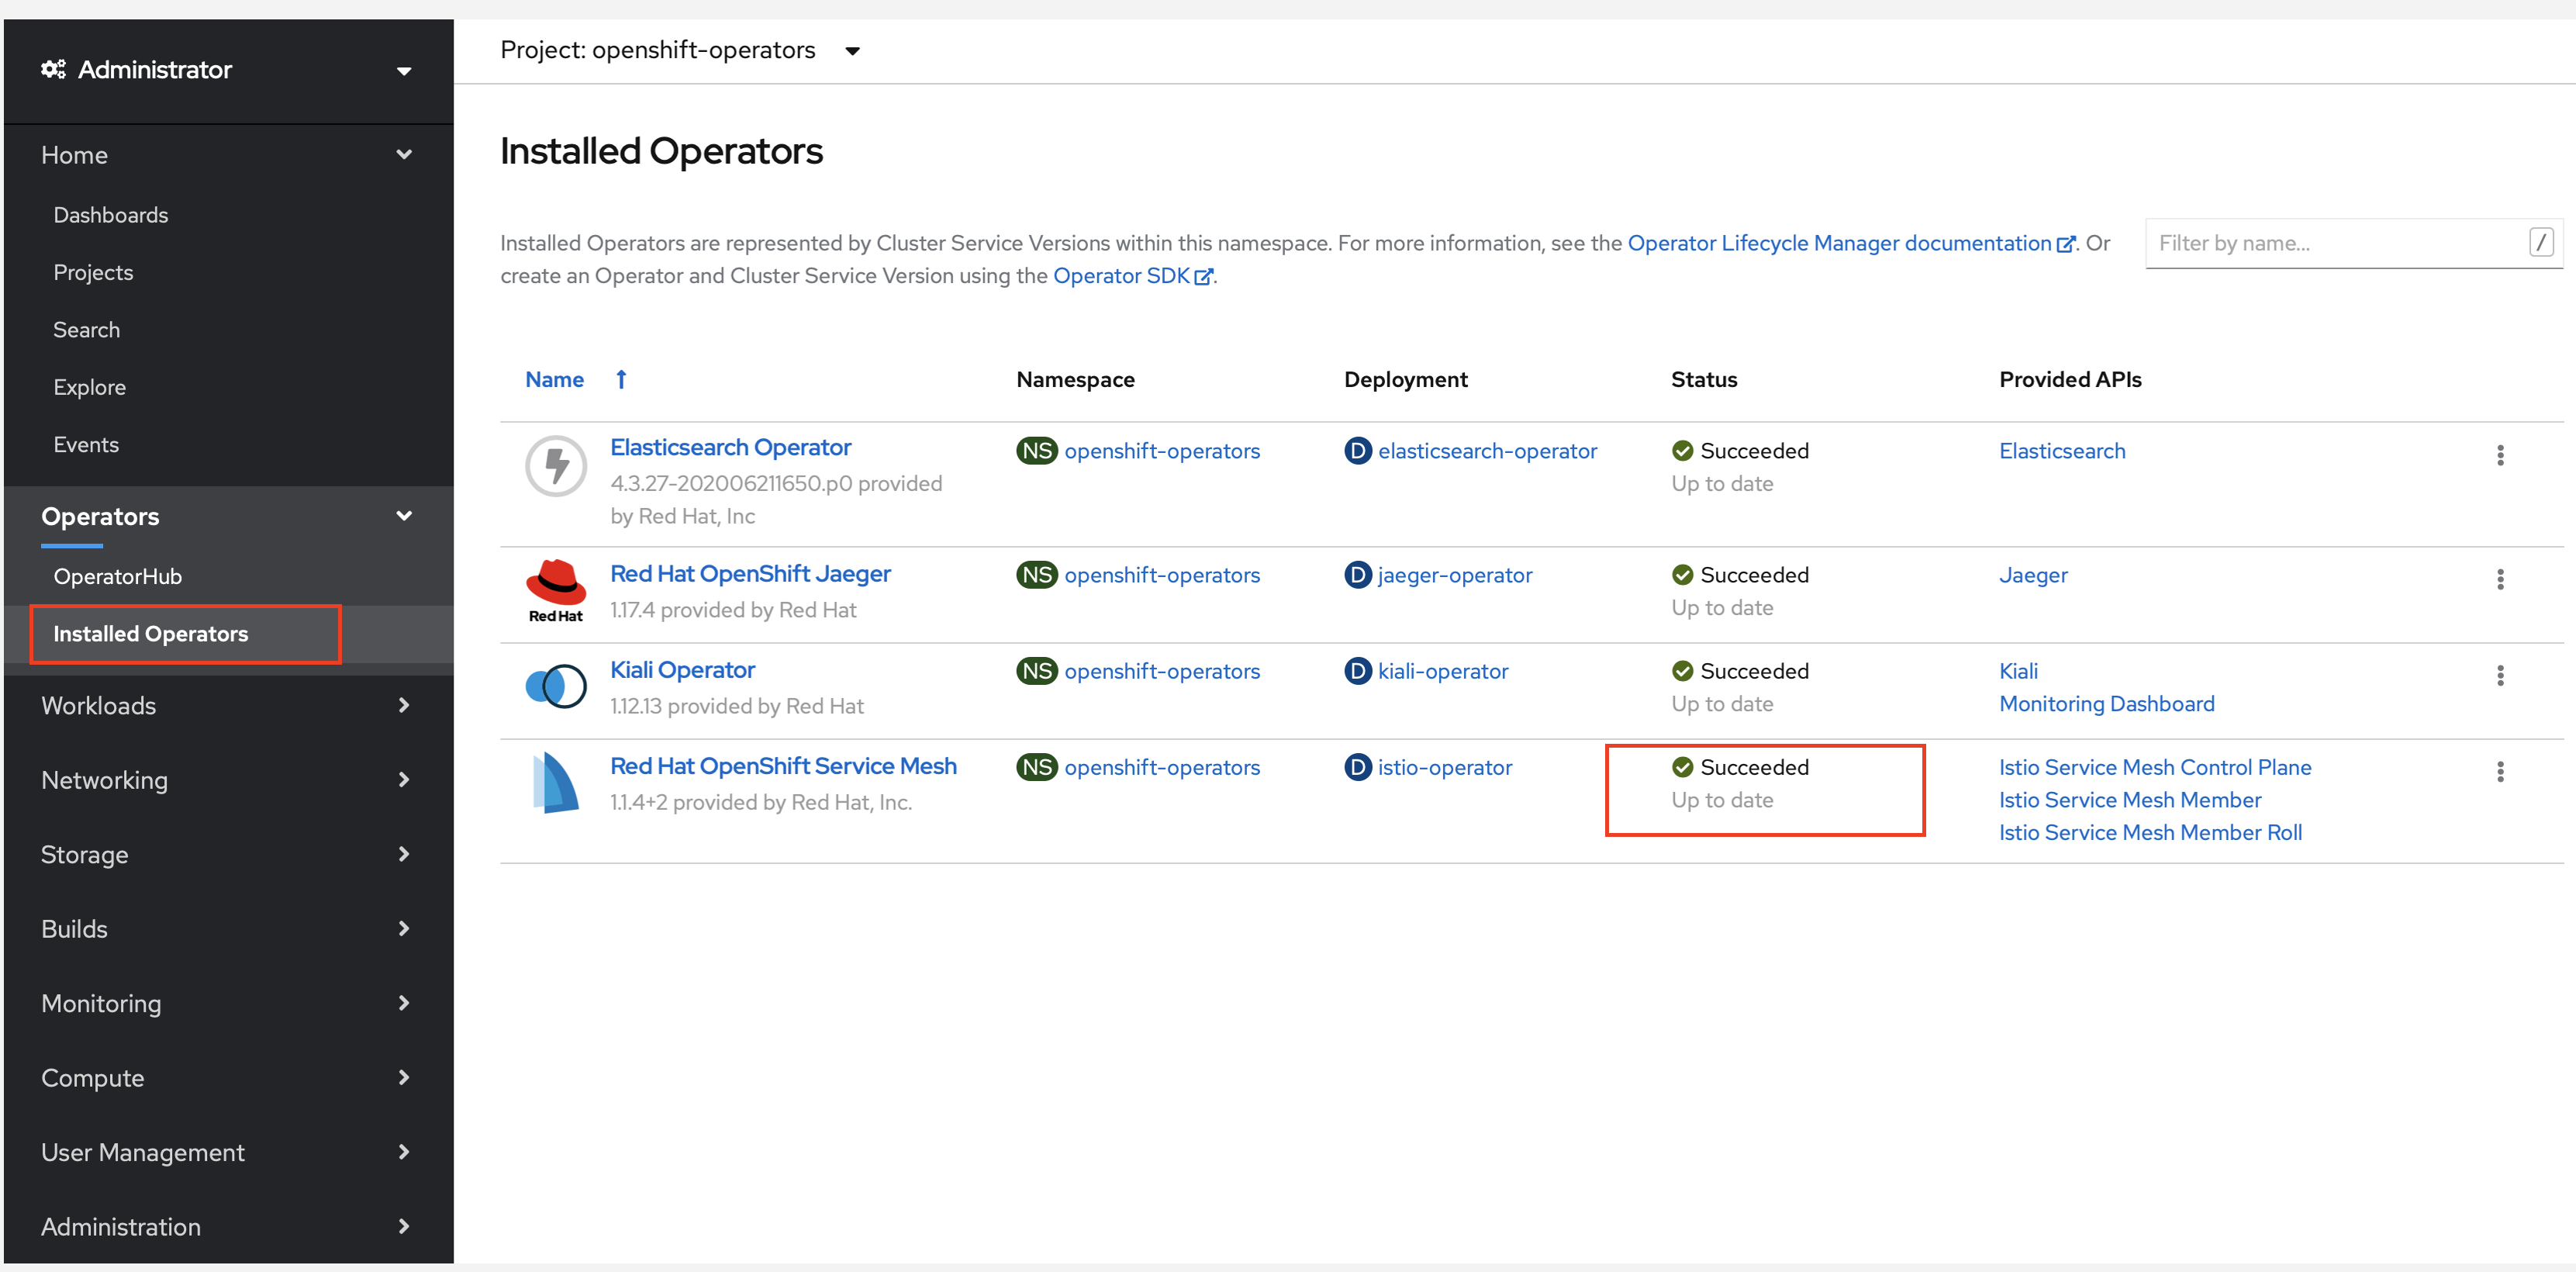 Administrator
Home
Dashboards
Projects
Search
Explore
Events
Operators
OperatorHub
Installed Operators
Workloads
Networking
Storage
Builds
Monitoring
Compute
User Management
Administration
Project: openshift-operators
Installed Operators
Installed Operators are represented by Cluster Service Versions within this namespace. For more information, see the Operator Lifecycle Manager documentation. Or
create an Operator and Cluster Service Version using the Operator SDK.
Filter by name...
/
Name Namespace Deployment Status Provided APIs
Elasticsearch Operator NS openshift-operators D elasticsearch-operator Succeeded Elasticsearch
4.3.27-202006211650.p0 provided Up to date
by Red Hat, Inc
Red Hat OpenShift Jaeger NS openshift-operators D jaeger-operator Succeeded Jaeger
Red Hat 1.17.4 provided by Red Hat Up to date
Kiali Operator NS openshift-operators D kiali-operator Succeeded Kiali
1.12.13 provided by Red Hat Up to date Monitoring Dashboard
Red Hat OpenShift Service Mesh NS openshift-operators D istio-operator Succeeded Istio Service Mesh Control Plane
1.1.4+2 provided by Red Hat, Inc. Up to date Istio Service Mesh Member
Istio Service Mesh Member Roll